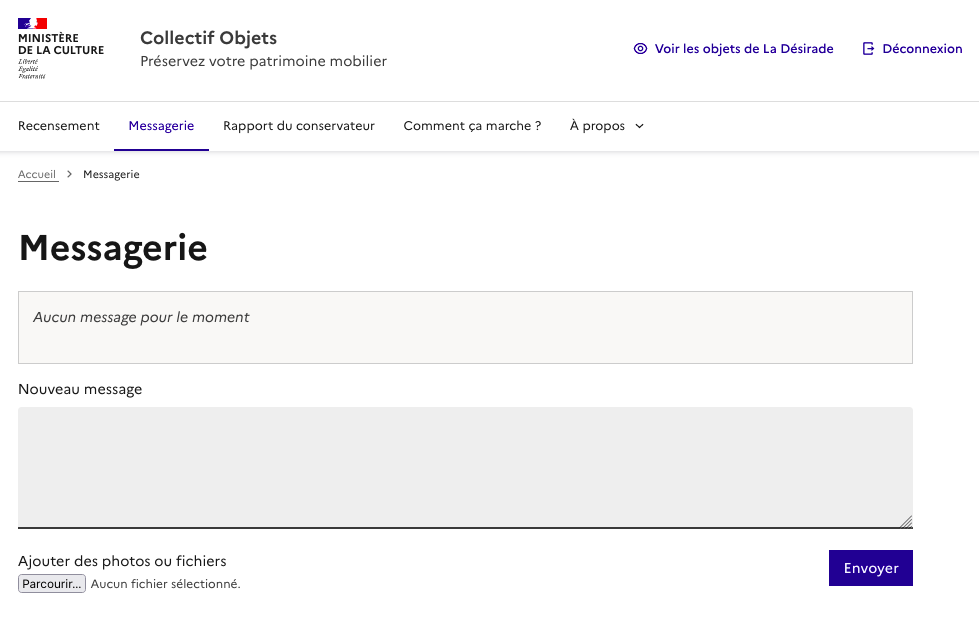 MINISTÈRE
DE LA CULTURE
Liberté
Égalité
Fraternité
Collectif Objets
Préservez votre patrimoine mobilier
Voir les objets de La Désirade
Déconnexion
Recensement
Messagerie
Rapport du conservateur
Comment ça marche ?
À propos
Accueil
Messagerie
Messagerie
Aucun message pour le moment
Nouveau message
Ajouter des photos ou fichiers
Parcourir... Aucun fichier sélectionné.
Envoyer